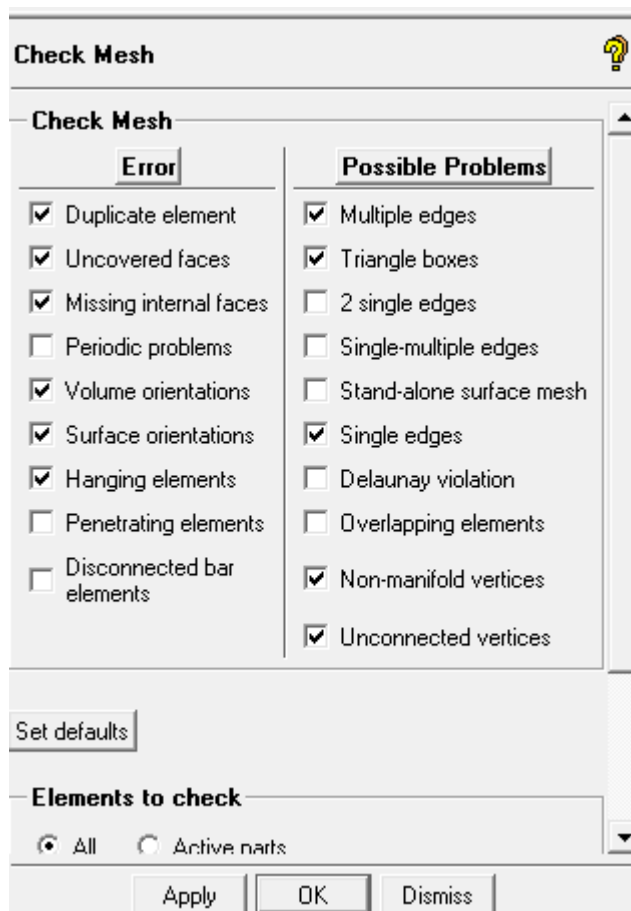 Check Mesh
Check Mesh
Error
Duplicate element
Uncovered faces
Missing internal faces
Periodic problems
Volume orientations
Surface orientations
Hanging elements
Penetrating elements
Disconnected bar
elements
Possible Problems
Multiple edges
Triangle boxes
2 single edges
Single-multiple edges
Stand-alone surface mesh
Single edges
Delaunay violation
Overlapping elements
Non-manifold vertices
Unconnected vertices
Set defaults
Elements to check
All Active parts
Apply OK Dismiss